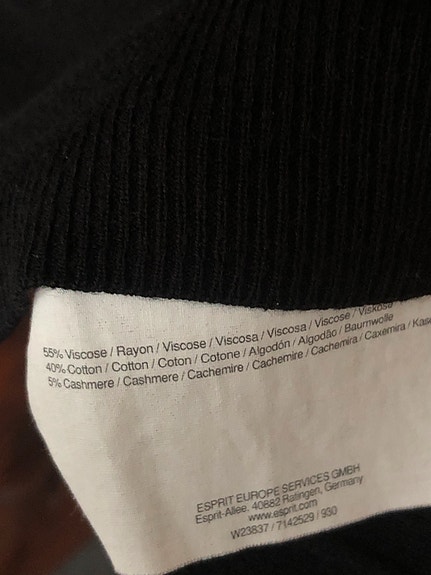 55% Viscose / Rayon / Viscose / Viscosa / Viscosa / Viscose / Viskose
40% Cotton / Cotton / Coton / Cotone / Algodón / Algodão / Baumwolle
5% Cashmere / Cashmere / Cachemire / Cachemire / Cachemira / Caxemira / Kas
ESPRIT EUROPE SERVICES GMBH
Esprit-Allee, 40882 Ratingen, Germany
www.esprit.com
W23837 / 7142529 / 930